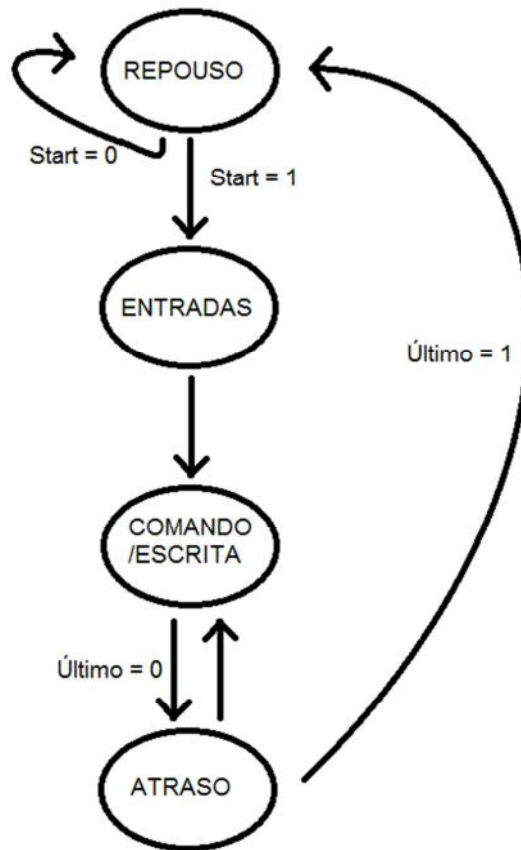 REPOUSO
Start = 0
Start = 1
ENTRADAS
Último = 1
COMANDO
/ESCRITA
Último = 0
ATRASO